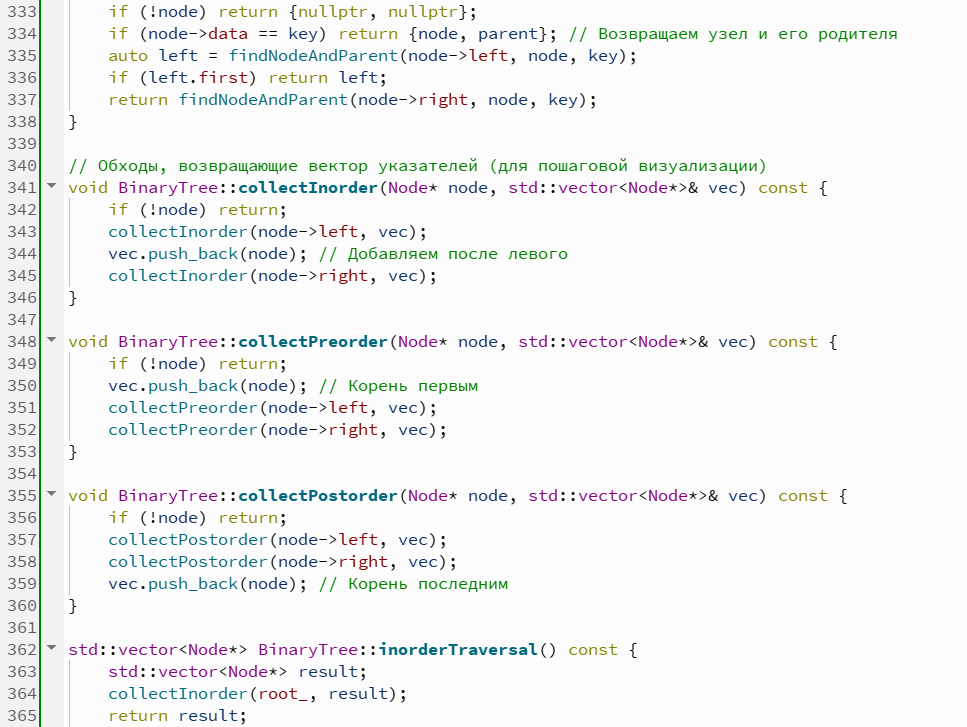 333     if (!node) return {nullptr, nullptr};
334     if (node->data == key) return {node, parent}; // Возвращаем узел и его родителя
335     auto left = findNodeAndParent(node->left, node, key);
336     if (left.first) return left;
337     return findNodeAndParent(node->right, node, key);
338 }
339
340 // Обходы, возвращающие вектор указателей (для пошаговой визуализации)
341 void BinaryTree::collectInorder(Node* node, std::vector<Node*>& vec) const {
342     if (!node) return;
343     collectInorder(node->left, vec);
344     vec.push_back(node); // Добавляем после левого
345     collectInorder(node->right, vec);
346 }
347
348 void BinaryTree::collectPreorder(Node* node, std::vector<Node*>& vec) const {
349     if (!node) return;
350     vec.push_back(node); // Корень первым
351     collectPreorder(node->left, vec);
352     collectPreorder(node->right, vec);
353 }
354
355 void BinaryTree::collectPostorder(Node* node, std::vector<Node*>& vec) const {
356     if (!node) return;
357     collectPostorder(node->left, vec);
358     collectPostorder(node->right, vec);
359     vec.push_back(node); // Корень последним
360 }
361
362 std::vector<Node*> BinaryTree::inorderTraversal() const {
363     std::vector<Node*> result;
364     collectInorder(root_, result);
365     return result;